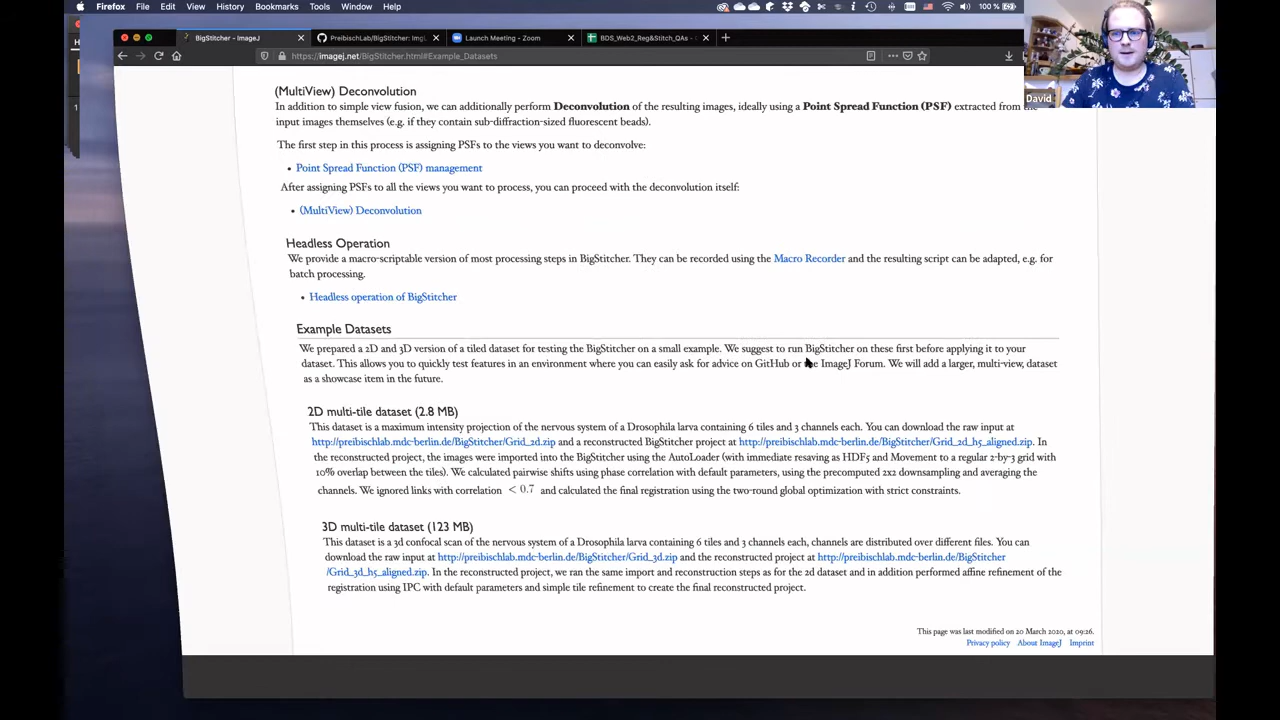 Firefox File Edit View History Bookmarks Tools Window Help 100 %
BigStitcher - ImageJ PreibischLab/BigStitcher: ImgL Launch Meeting - Zoom BDS_Web2_Reg&Stitch_QAs - G
https://imagej.net/BigStitcher.html#Example_Datasets
David
(MultiView) Deconvolution
In addition to simple view fusion, we can additionally perform Deconvolution of the resulting images, ideally using a Point Spread Function (PSF) extracted from
input images themselves (e.g. if they contain sub-diffraction-sized fluorescent beads).
The first step in this process is assigning PSFs to the views you want to deconvolve:
• Point Spread Function (PSF) management
After assigning PSFs to all the views you want to process, you can proceed with the deconvolution itself:
• (MultiView) Deconvolution
Headless Operation
We provide a macro-scriptable version of most processing steps in BigStitcher. They can be recorded using the Macro Recorder and the resulting script can be adapted, e.g. for
batch processing.
• Headless operation of BigStitcher
Example Datasets
We prepared a 2D and 3D version of a tiled dataset for testing the BigStitcher on a small example. We suggest to run BigStitcher on these first before applying it to your
dataset. This allows you to quickly test features in an environment where you can easily ask for advice on GitHub or the ImageJ Forum. We will add a larger, multi-view, dataset
as a showcase item in the future.
2D multi-tile dataset (2.8 MB)
This dataset is a maximum intensity projection of the nervous system of a Drosophila larva containing 6 tiles and 3 channels each. You can download the raw input at
http://preibischlab.mdc-berlin.de/BigStitcher/Grid_2d.zip and a reconstructed BigStitcher project at http://preibischlab.mdc-berlin.de/BigStitcher/Grid_2d_h5_aligned.zip. In
the reconstructed project, the images were imported into the BigStitcher using the AutoLoader (with immediate resaving as HDF5 and Movement to a regular 2-by-3 grid with
10% overlap between the tiles). We calculated pairwise shifts using phase correlation with default parameters, using the precomputed 2x2 downsampling and averaging the
channels. We ignored links with correlation < 0.7 and calculated the final registration using the two-round global optimization with strict constraints.
3D multi-tile dataset (123 MB)
This dataset is a 3d confocal scan of the nervous system of a Drosophila larva containing 6 tiles and 3 channels each, channels are distributed over different files. You can
download the raw input at http://preibischlab.mdc-berlin.de/BigStitcher/Grid_3d.zip and the reconstructed project at http://preibischlab.mdc-berlin.de/BigStitcher
/Grid_3d_h5_aligned.zip. In the reconstructed project, we ran the same import and reconstruction steps as for the 2d dataset and in addition performed affine refinement of the
registration using IPC with default parameters and simple tile refinement to create the final reconstructed project.
This page was last modified on 20 March 2020, at 09:26.
Privacy policy About ImageJ Imprint